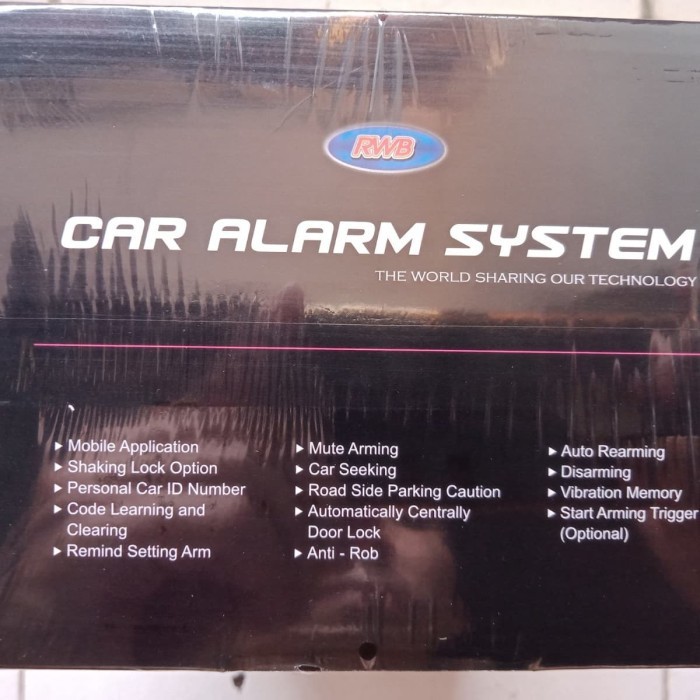 RWB
CAR ALARM SYSTEM
THE WORLD SHARING OUR TECHNOLOGY
Mobile Application
Shaking Lock Option
Personal Car ID Number
Code Learning and
Clearing
Remind Setting Arm
Mute Arming
Car Seeking
Road Side Parking Caution
Automatically Centrally
Door Lock
Anti - Rob
Auto Rearming
Disarming
Vibration Memory
Start Arming Trigger
(Optional)